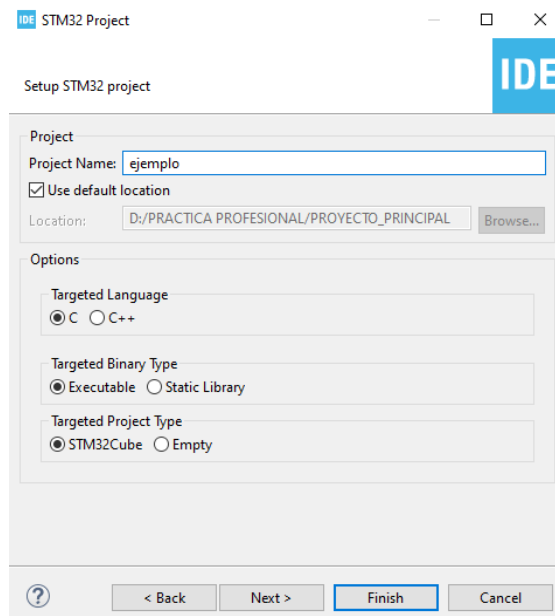 IDE STM32 Project
Setup STM32 project
IDE
Project
Project Name: ejemplo
Use default location
Location: D:/PRACTICA PROFESIONAL/PROYECTO_PRINCIPAL Browse...
Options
Targeted Language
C C++
Targeted Binary Type
Executable Static Library
Targeted Project Type
STM32Cube Empty
? < Back Next > Finish Cancel